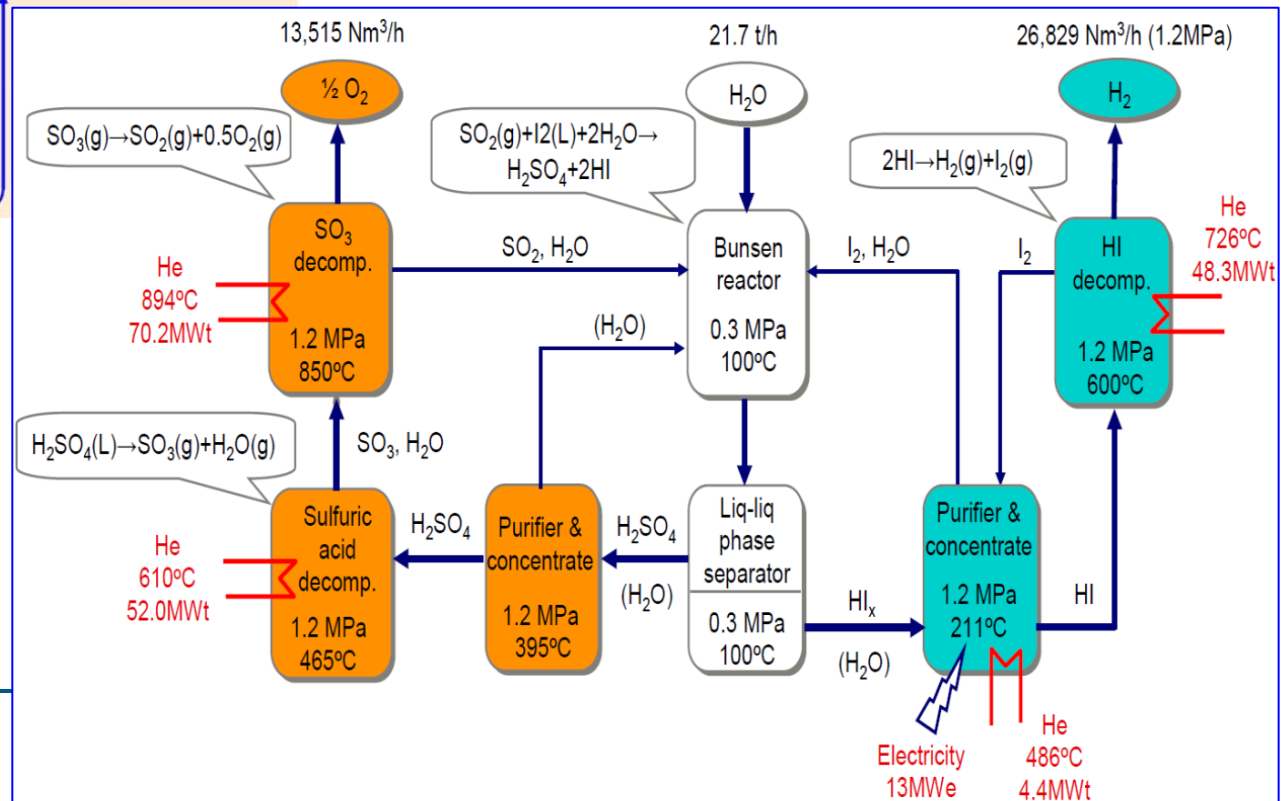 13,515 Nm³/h
21.7 t/h
26,829 Nm³/h (1.2MPa)
½ O₂
H₂O
H₂
SO₃(g)→SO₂(g)+0.5O₂(g)
SO₂(g)+I2(L)+2H₂O→
H₂SO₄+2HI
2HI→H₂(g)+I₂(g)
SO₃
decomp.
1.2 MPa
850ºC
He
894ºC
70.2MWt
SO₂, H₂O
Bunsen
reactor
0.3 MPa
100ºC
I₂, H₂O
I₂
HI
decomp.
1.2 MPa
600ºC
He
726ºC
48.3MWt
(H₂O)
H₂SO₄(L)→SO₃(g)+H₂O(g)
SO₃, H₂O
Sulfuric
acid
decomp.
1.2 MPa
465ºC
He
610ºC
52.0MWt
H₂SO₄
Purifier &
concentrate
1.2 MPa
395ºC
H₂SO₄
(H₂O)
Liq-liq
phase
separator
0.3 MPa
100ºC
HIₓ
(H₂O)
Purifier &
concentrate
1.2 MPa
211ºC
HI
Electricity
13MWe
He
486ºC
4.4MWt